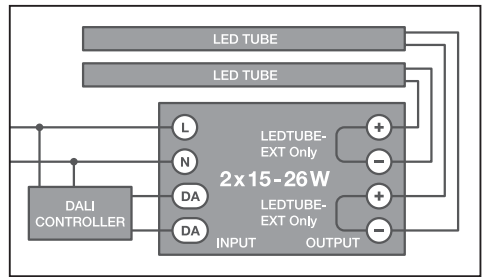 LED TUBE
LED TUBE
L
LEDTUBE-
EXT Only
+
N
−
2x15-26W
DA
+
DALI
CONTROLLER
LEDTUBE-
EXT Only
DA
−
INPUT
OUTPUT